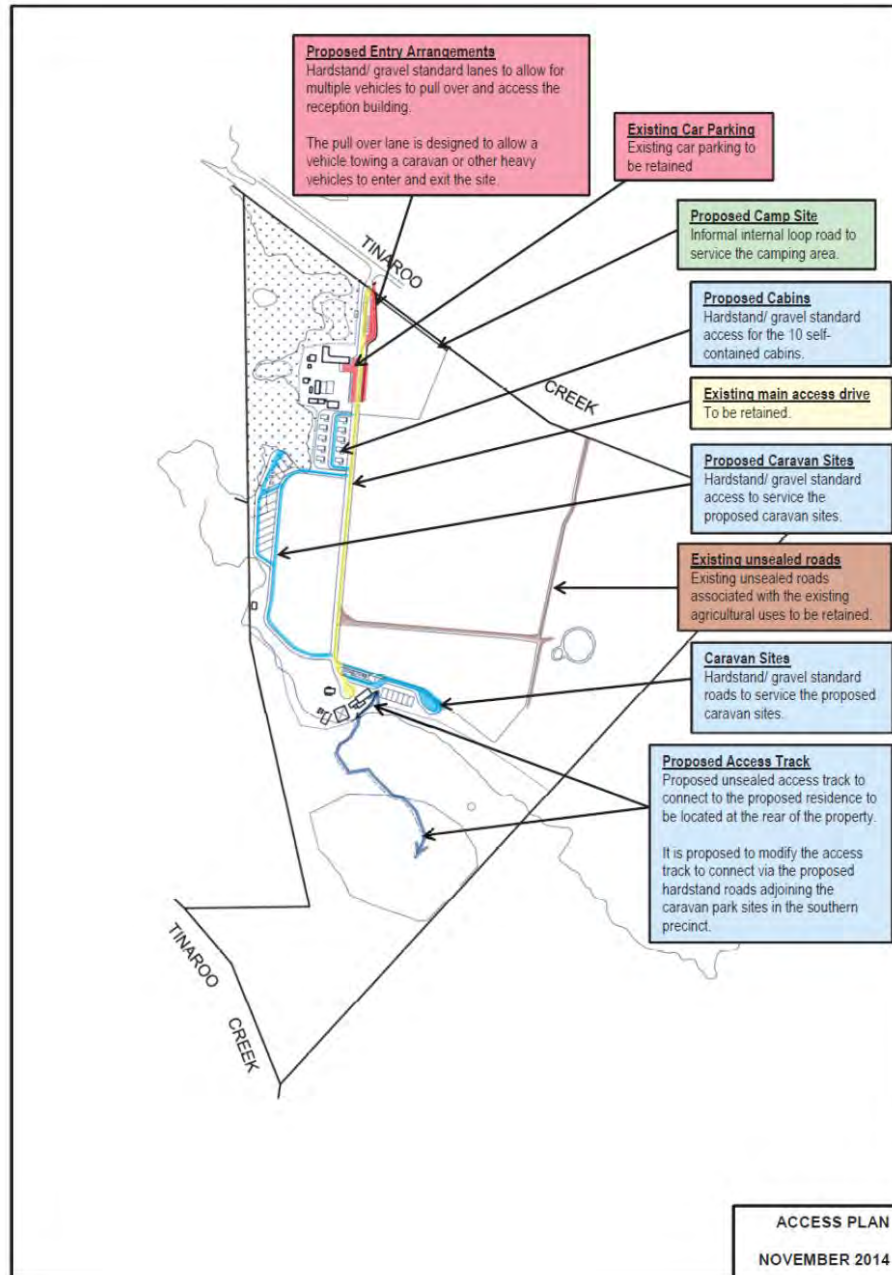 Proposed Entry Arrangements
Hardstand/ gravel standard lanes to allow for
multiple vehicles to pull over and access the
reception building.
The pull over lane is designed to allow a
vehicle towing a caravan or other heavy
vehicles to enter and exit the site.
Existing Car Parking
Existing car parking to
be retained
Proposed Camp Site
Informal internal loop road to
service the camping area.
TINAROO
CREEK
Proposed Cabins
Hardstand/ gravel standard
access for the 10 self-
contained cabins.
Existing main access drive
To be retained.
Proposed Caravan Sites
Hardstand/ gravel standard
access to service the
proposed caravan sites.
Existing unsealed roads
Existing unsealed roads
associated with the existing
agricultural uses to be retained.
Caravan Sites
Hardstand/ gravel standard
roads to service the proposed
caravan sites.
Proposed Access Track
Proposed unsealed access track to
connect to the proposed residence to
be located at the rear of the property.
It is proposed to modify the access
track to connect via the proposed
hardstand roads adjoining the
caravan park sites in the southern
precinct.
TINAROO
CREEK
ACCESS PLAN
NOVEMBER 2014